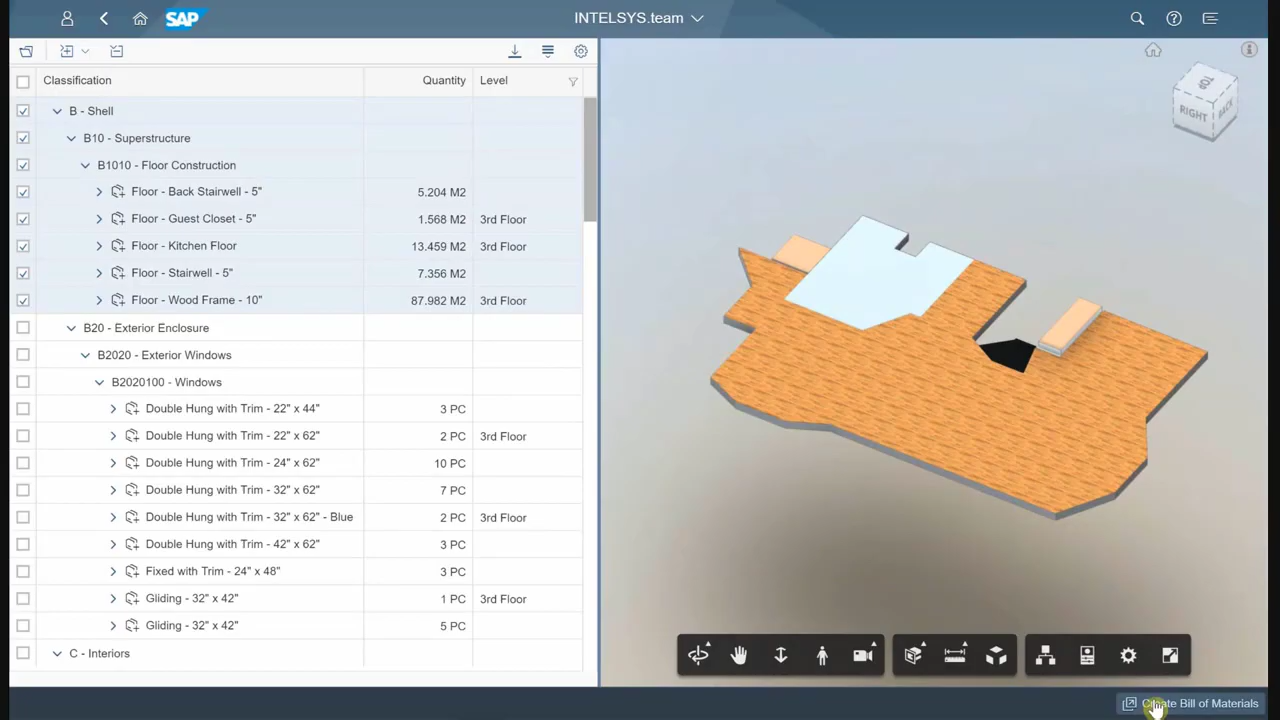 SAP
INTELSYS.team
Classification Quantity Level
B - Shell
B10 - Superstructure
B1010 - Floor Construction
Floor - Back Stairwell - 5" 5.204 M2
Floor - Guest Closet - 5" 1.568 M2 3rd Floor
Floor - Kitchen Floor 13.459 M2 3rd Floor
Floor - Stairwell - 5" 7.356 M2
Floor - Wood Frame - 10" 87.982 M2 3rd Floor
B20 - Exterior Enclosure
B2020 - Exterior Windows
B2020100 - Windows
Double Hung with Trim - 22" x 44" 3 PC
Double Hung with Trim - 22" x 62" 2 PC 3rd Floor
Double Hung with Trim - 24" x 62" 10 PC
Double Hung with Trim - 32" x 62" 7 PC
Double Hung with Trim - 32" x 62" - Blue 2 PC 3rd Floor
Double Hung with Trim - 42" x 62" 3 PC
Fixed with Trim - 24" x 48" 3 PC
Gliding - 32" x 42" 1 PC 3rd Floor
Gliding - 32" x 42" 5 PC
C - Interiors
TOP
RIGHT
BACK
Create Bill of Materials